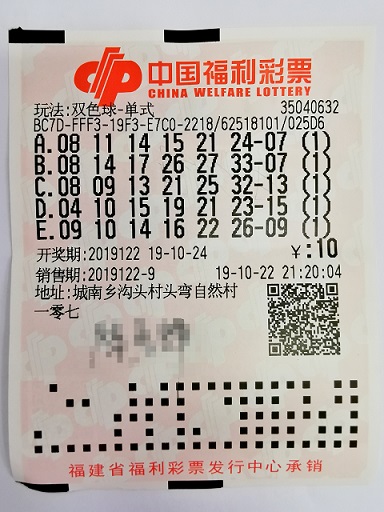 中国福利彩票
CHINA WELFARE LOTTERY
玩法:双色球-单式 35040632
BC7D-FFF3-19F3-E7C0-2218/62518101/025D6
A.08 11 14 15 21 24-07 (1)
B.08 14 17 26 27 33-07 (1)
C.08 09 13 21 25 32-13 (1)
D.04 10 15 19 21 23-15 (1)
E.09 10 14 16 22 26-09 (1)
开奖期:2019122 19-10-24 ¥:10
销售期:2019122-9 19-10-22 21:20:04
地址:城南乡沟头村头弯自然村
一零七
福建省福利彩票发行中心承销